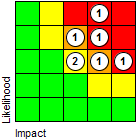 1
1 1
2 1 1
Likelihood
Impact